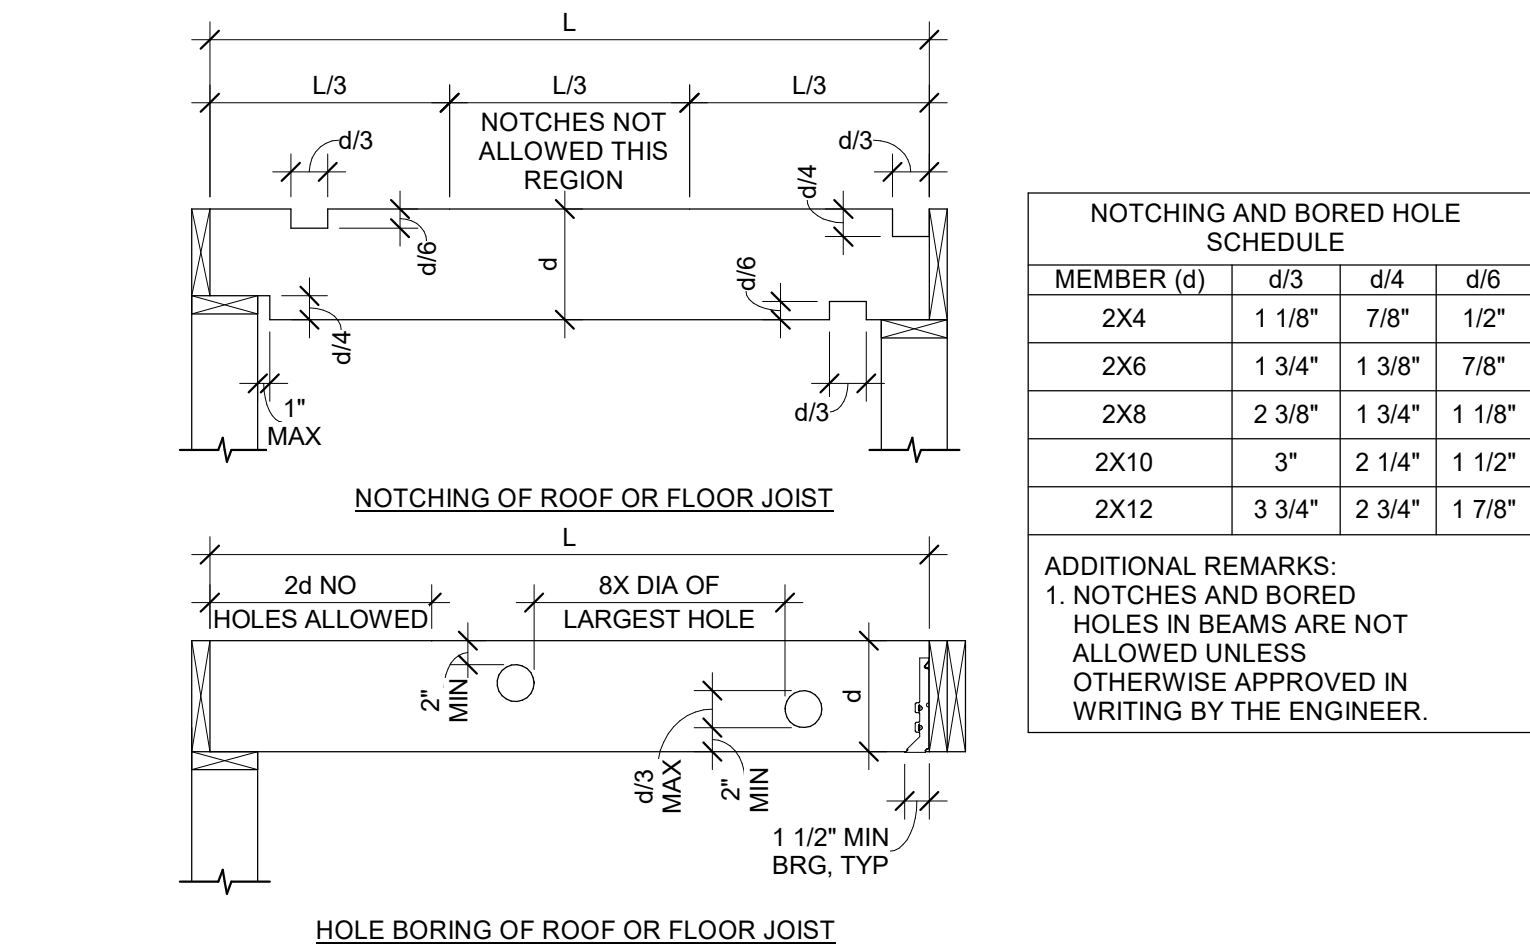 L
L/3
L/3
L/3
NOTCHES NOT
ALLOWED THIS
REGION
d/3
d/3
d/4
d/6
d
d/6
d/4
1"
MAX
d/3
NOTCHING OF ROOF OR FLOOR JOIST
L
2d NO
HOLES ALLOWED
8X DIA OF
LARGEST HOLE
2"
MIN
d
d/3
MAX
2"
MIN
1 1/2" MIN
BRG, TYP
HOLE BORING OF ROOF OR FLOOR JOIST
NOTCHING AND BORED HOLE
SCHEDULE
MEMBER (d) d/3 d/4 d/6
2X4 1 1/8" 7/8" 1/2"
2X6 1 3/4" 1 3/8" 7/8"
2X8 2 3/8" 1 3/4" 1 1/8"
2X10 3" 2 1/4" 1 1/2"
2X12 3 3/4" 2 3/4" 1 7/8"
ADDITIONAL REMARKS:
1. NOTCHES AND BORED
HOLES IN BEAMS ARE NOT
ALLOWED UNLESS
OTHERWISE APPROVED IN
WRITING BY THE ENGINEER.